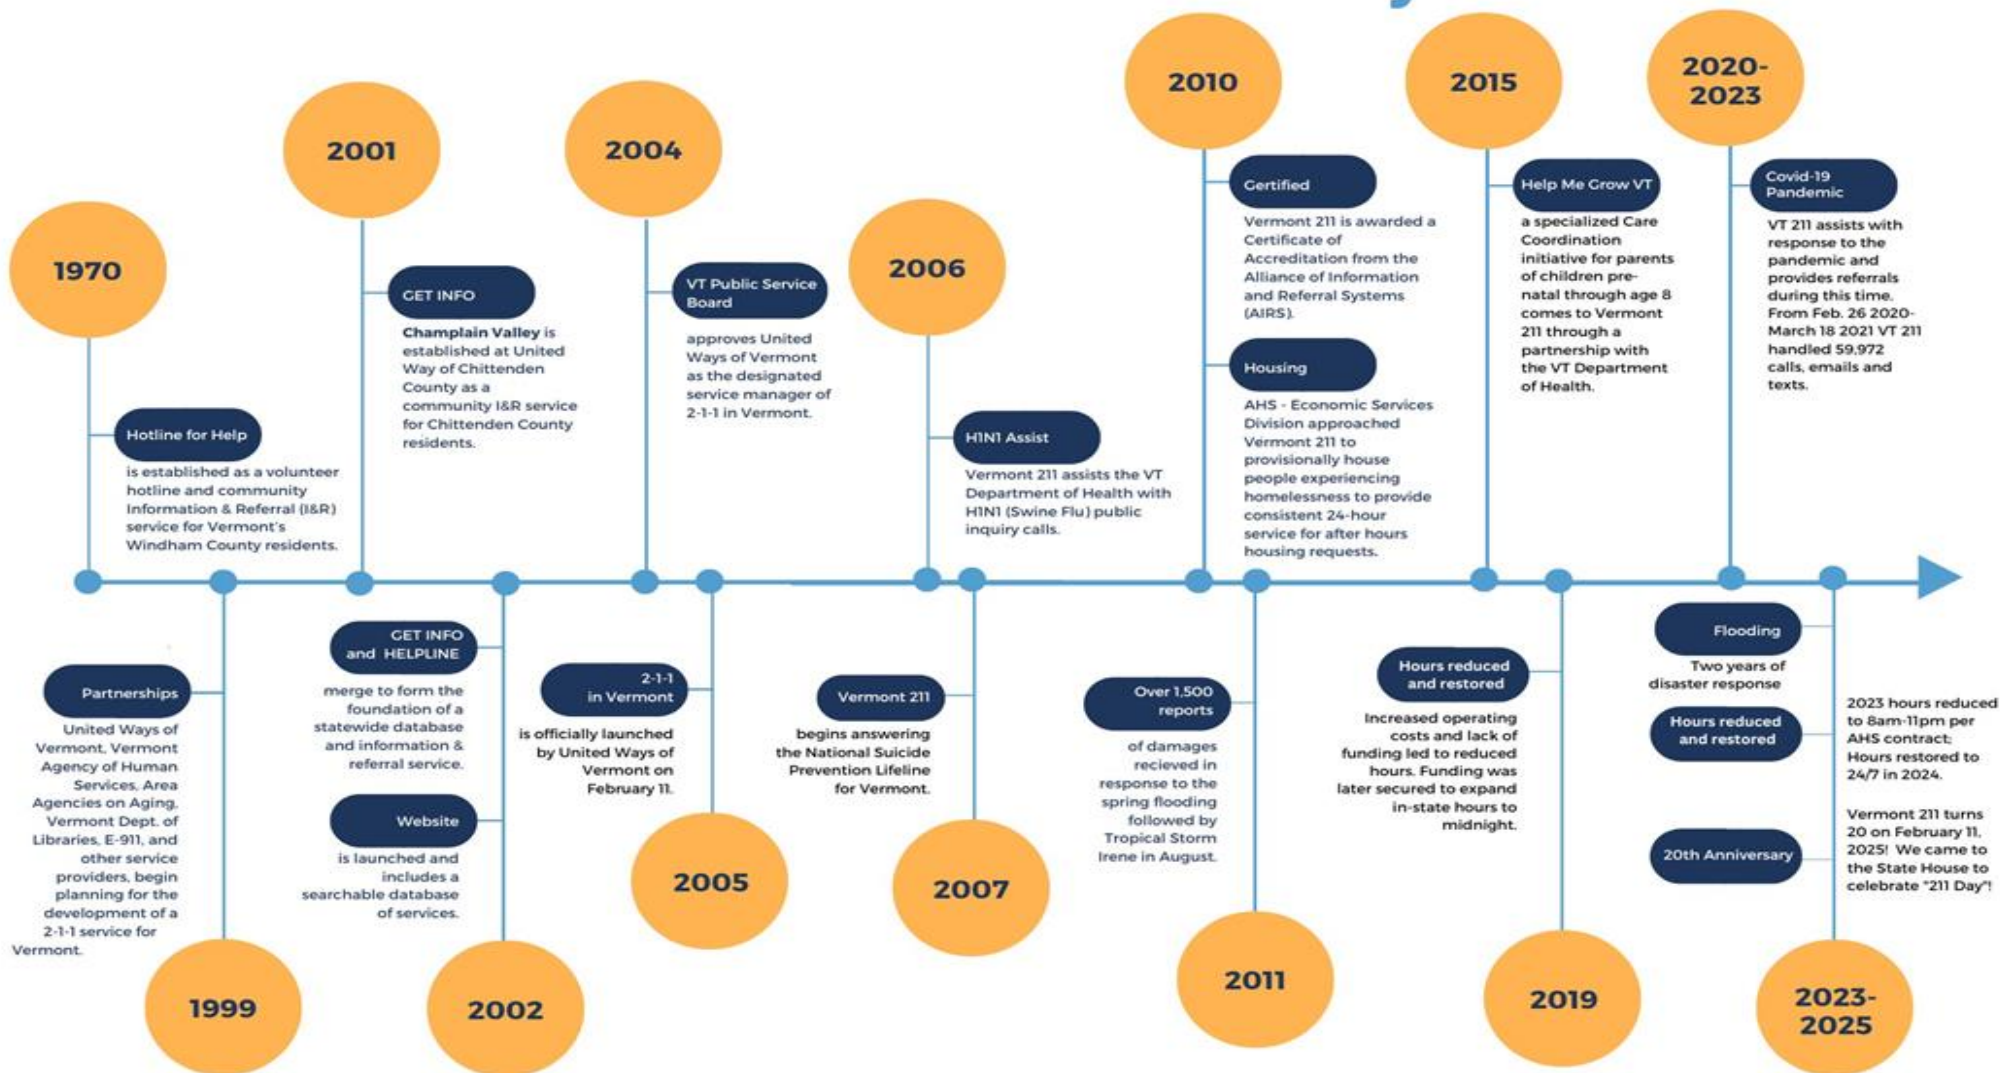 1970
Hotline for Help
is established as a volunteer
hotline and community
Information & Referral (I&R)
service for Vermont's
Windham County residents.
Partnerships
United Ways of
Vermont, Vermont
Agency of Human
Services, Area
Agencies on Aging,
Vermont Dept. of
Libraries, E-911, and
other service
providers, begin
planning for the
development of a
2-1-1 service for
Vermont.
1999
2001
GET INFO
Champlain Valley is
established at United
Way of Chittenden
County as a
community I&R service
for Chittenden County
residents.
GET INFO
and HELPLINE
merge to form the
foundation of a
statewide database
and information &
referral service.
Website
is launched and
includes a
searchable database
of services.
2002
2004
VT Public Service
Board
approves United
Ways of Vermont
as the designated
service manager of
2-1-1 in Vermont.
2-1-1
in Vermont
is officially launched
by United Ways of
Vermont on
February 11.
2005
2006
H1N1 Assist
Vermont 211 assists the VT
Department of Health with
H1N1 (Swine Flu) public
inquiry calls.
Vermont 211
begins answering
the National Suicide
Prevention Lifeline
for Vermont.
2007
2010
Certified
Vermont 211 is awarded a
Certificate of
Accreditation from the
Alliance of Information
and Referral Systems
(AIRS).
Housing
AHS - Economic Services
Division approached
Vermont 211 to
provisionally house
people experiencing
homelessness to provide
consistent 24-hour
service for after hours
housing requests.
Over 1,500
reports
of damages
recieved in
response to the
spring flooding
followed by
Tropical Storm
Irene in August.
2011
2015
Help Me Grow VT
a specialized Care
Coordination
initiative for parents
of children pre-
natal through age 8
comes to Vermont
211 through a
partnership with
the VT Department
of Health.
Hours reduced
and restored
Increased operating
costs and lack of
funding led to reduced
hours. Funding was
later secured to expand
in-state hours to
midnight.
2019
2020-
2023
Covid-19
Pandemic
VT 211 assists with
response to the
pandemic and
provides referrals
during this time.
From Feb. 26 2020-
March 18 2021 VT 211
handled 59,972
calls, emails and
texts.
Flooding
Two years of
disaster response
Hours reduced
and restored
2023 hours reduced
to 8am-11pm per
AHS contract;
Hours restored to
24/7 in 2024.
20th Anniversary
Vermont 211 turns
20 on February 11,
2025! We came to
the State House to
celebrate "211 Day"!
2023-
2025